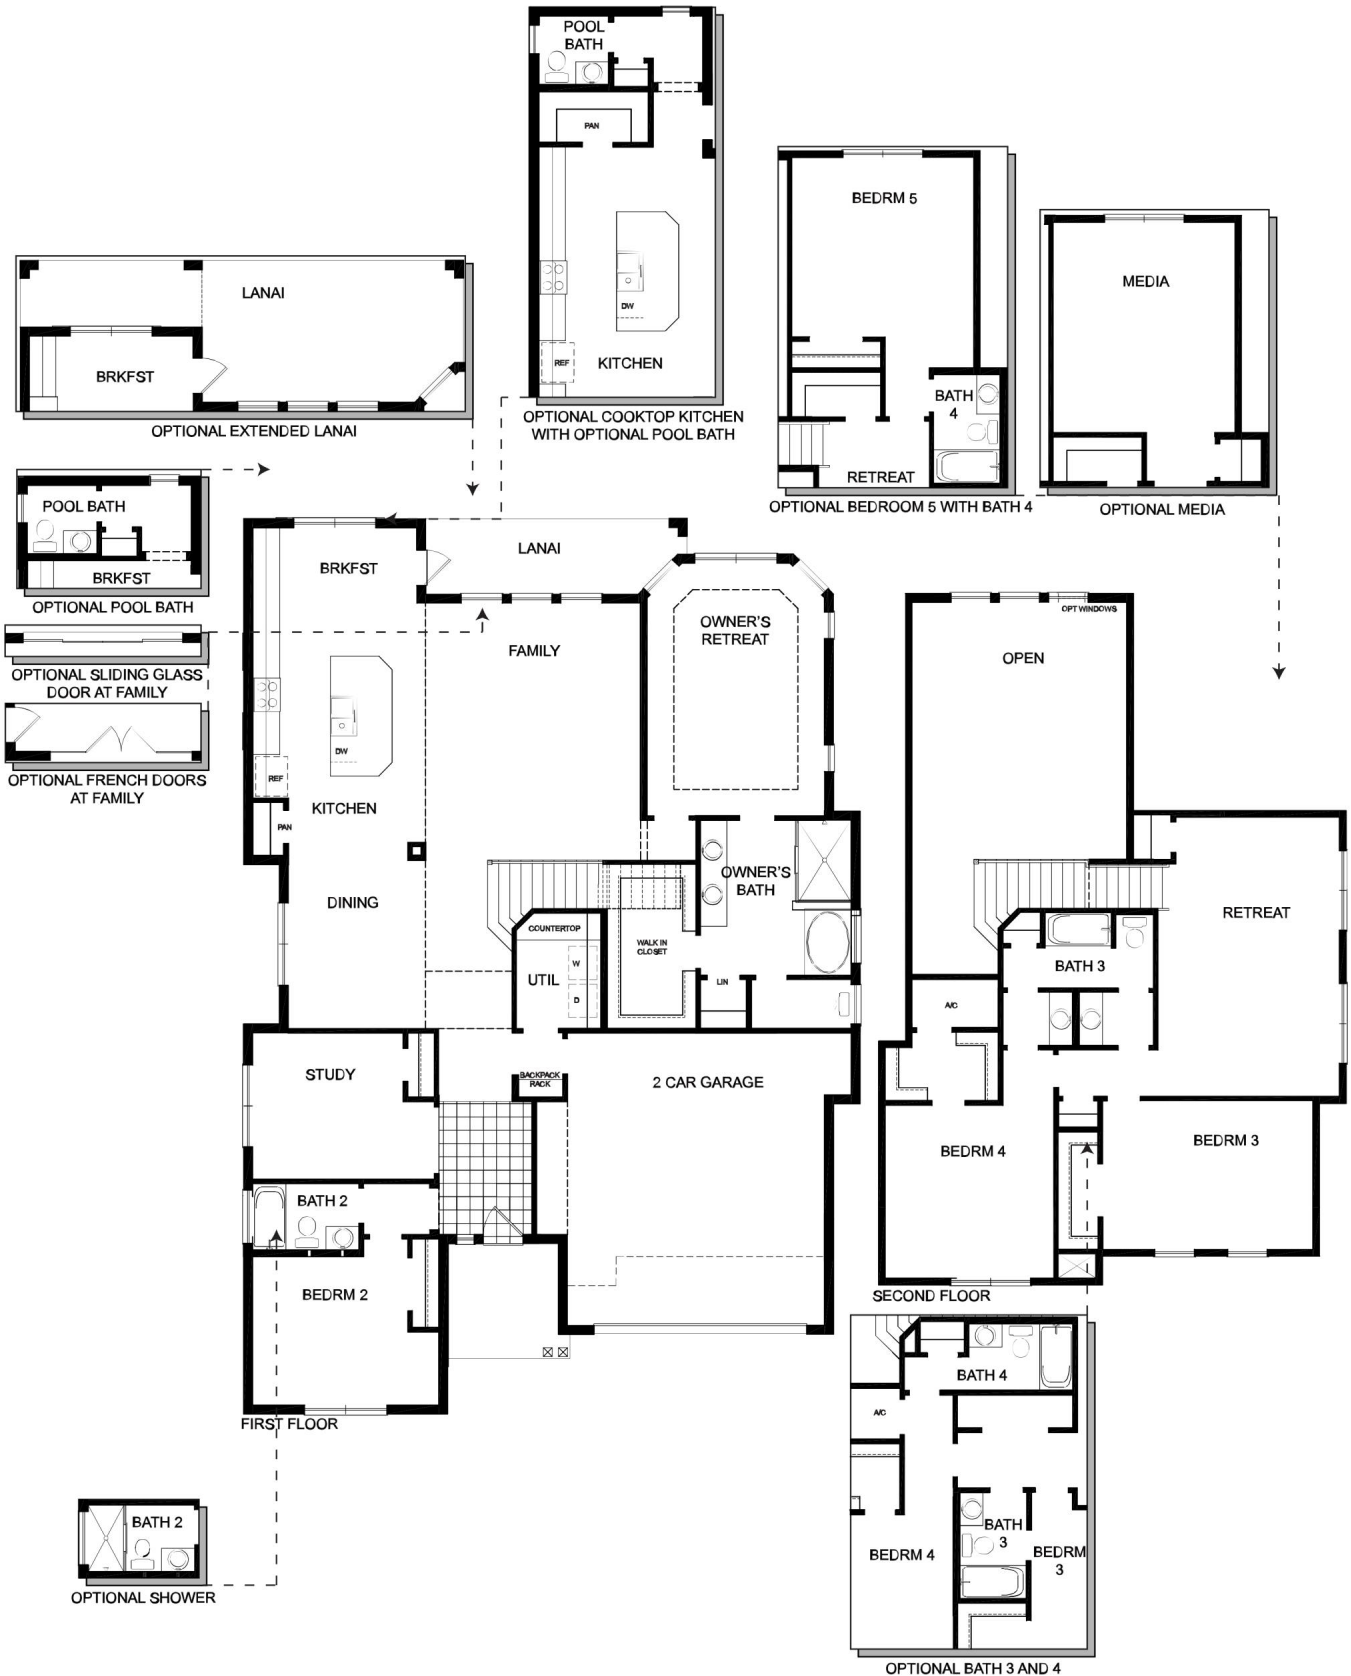 POOL
BATH
PAN
DW
REF
KITCHEN
OPTIONAL COOKTOP KITCHEN
WITH OPTIONAL POOL BATH
BEDRM 5
BATH
4
RETREAT
OPTIONAL BEDROOM 5 WITH BATH 4
MEDIA
OPTIONAL MEDIA
LANAI
BRKFST
OPTIONAL EXTENDED LANAI
POOL BATH
BRKFST
OPTIONAL POOL BATH
OPTIONAL SLIDING GLASS
DOOR AT FAMILY
OPTIONAL FRENCH DOORS
AT FAMILY
LANAI
BRKFST
OWNER'S
RETREAT
FAMILY
DW
REF
KITCHEN
PAN
OWNER'S
BATH
DINING
COUNTERTOP
WALK IN
CLOSET
W
UTIL
LIN
D
STUDY
BACKPACK
RACK
2 CAR GARAGE
BATH 2
BEDRM 2
FIRST FLOOR
OPT WINDOWS
OPEN
RETREAT
BATH 3
A/C
BEDRM 4
BEDRM 3
SECOND FLOOR
BATH 4
A/C
BATH
3
BEDRM 4
BEDRM
3
OPTIONAL BATH 3 AND 4
BATH 2
OPTIONAL SHOWER